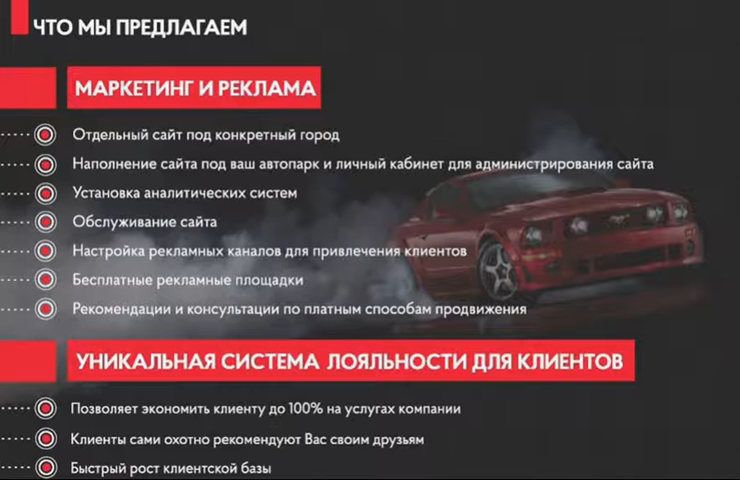 ЧТО МЫ ПРЕДЛАГАЕМ
МАРКЕТИНГ И РЕКЛАМА
Отдельный сайт под конкретный город
Наполнение сайта под ваш автопарк и личный кабинет для администрирования сайта
Установка аналитических систем
Обслуживание сайта
Настройка рекламных каналов для привлечения клиентов
Бесплатные рекламные площадки
Рекомендации и консультации по платным способам продвижения
УНИКАЛЬНАЯ СИСТЕМА ЛОЯЛЬНОСТИ ДЛЯ КЛИЕНТОВ
Позволяет экономить клиенту до 100% на услугах компании
Клиенты сами охотно рекомендуют Вас своим друзьям
Быстрый рост клиентской базы